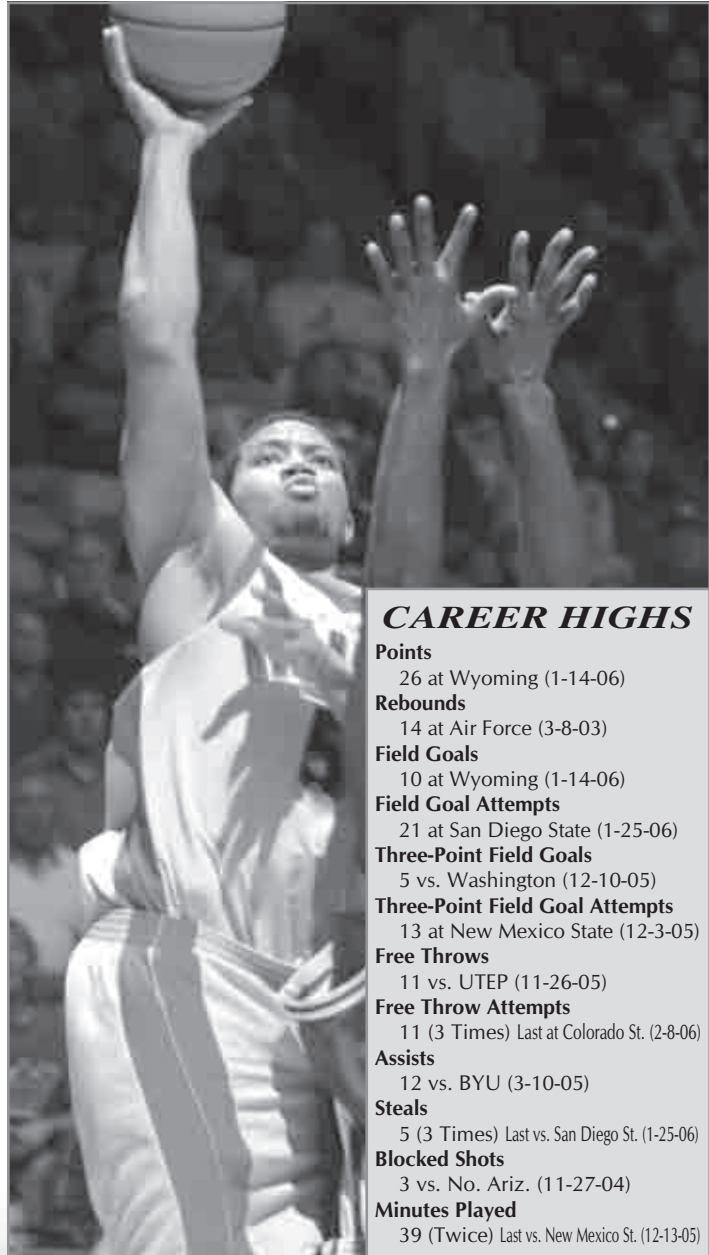 CAREER HIGHS
Points
26 at Wyoming (1-14-06)
Rebounds
14 at Air Force (3-8-03)
Field Goals
10 at Wyoming (1-14-06)
Field Goal Attempts
21 at San Diego State (1-25-06)
Three-Point Field Goals
5 vs. Washington (12-10-05)
Three-Point Field Goal Attempts
13 at New Mexico State (12-3-05)
Free Throws
11 vs. UTEP (11-26-05)
Free Throw Attempts
11 (3 Times) Last at Colorado St. (2-8-06)
Assists
12 vs. BYU (3-10-05)
Steals
5 (3 Times) Last vs. San Diego St. (1-25-06)
Blocked Shots
3 vs. No. Ariz. (11-27-04)
Minutes Played
39 (Twice) Last vs. New Mexico St. (12-13-05)